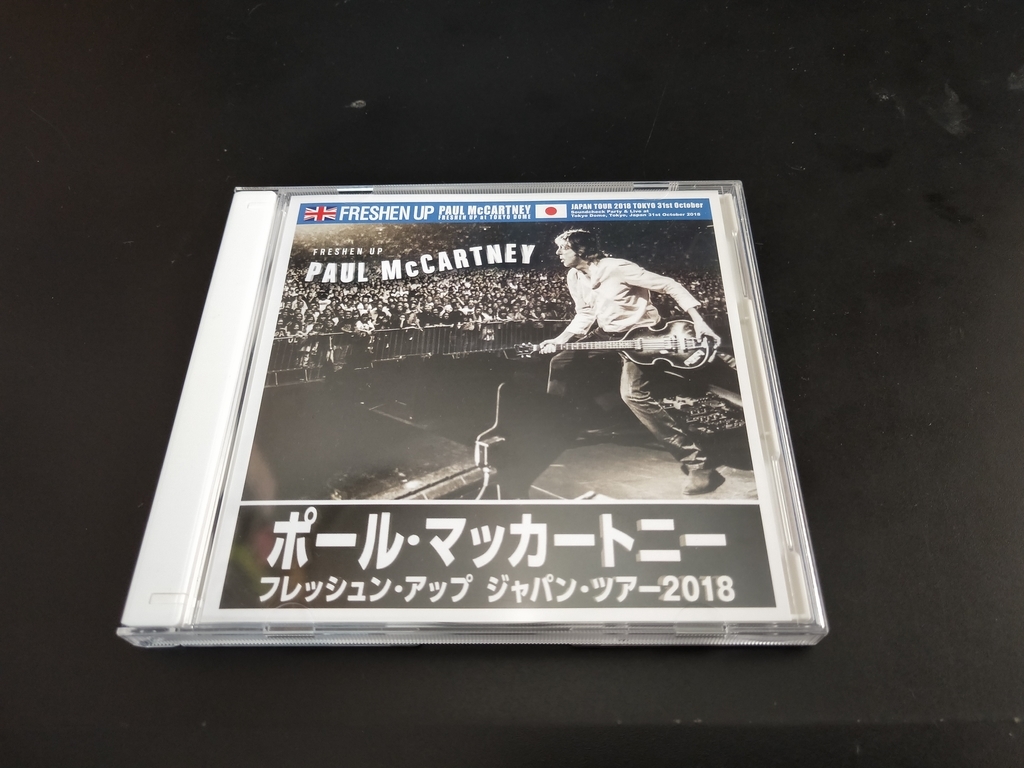 FRESHEN UP PAUL McCARTNEY JAPAN TOUR 2018 TOKYO 31st October
FRESHEN UP at TOKYO DOME Soundcheck Party & Live at
Tokyo Dome, Tokyo, Japan 31st October 2018
FRESHEN UP
PAUL McCARTNEY
ポール・マッカートニー
フレッシュン・アップ ジャパン・ツアー2018